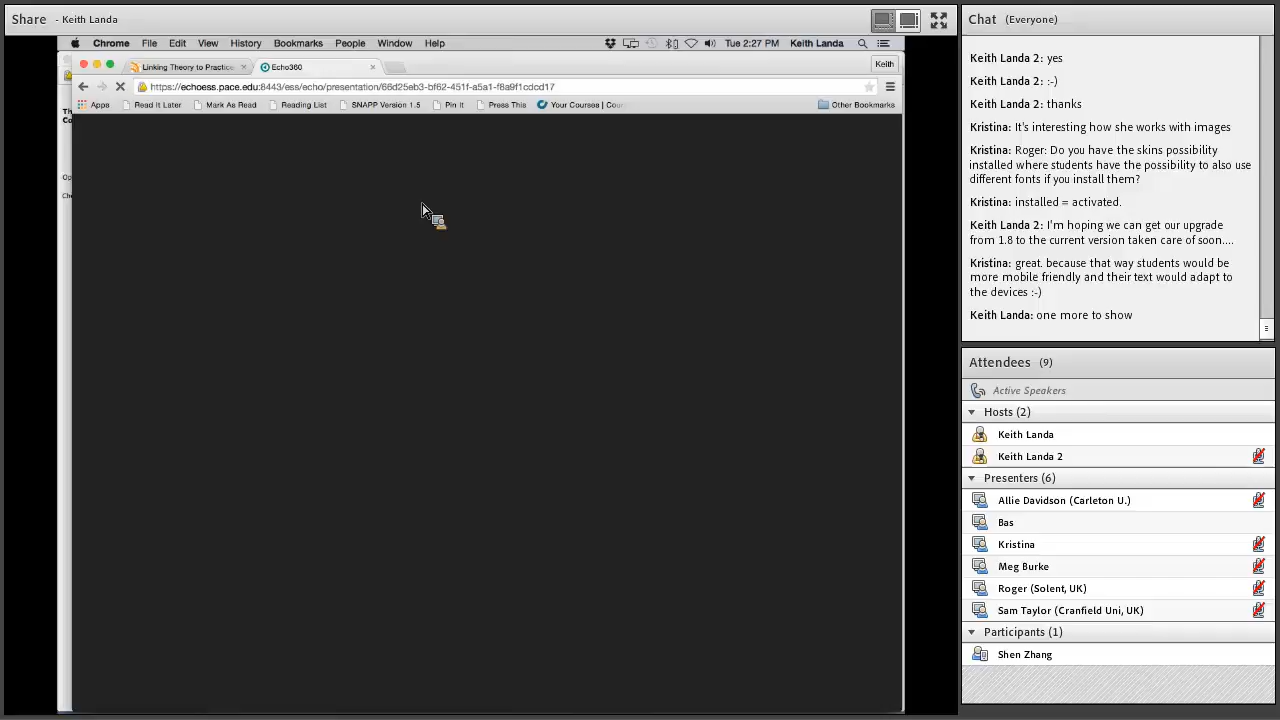 Share - Keith Landa
Chrome File Edit View History Bookmarks People Window Help Tue 2:27 PM Keith Landa
Linking Theory to Practice Echo360 Keith
https://echoess.pace.edu:8443/ess/echo/presentation/66d25eb3-bf62-451f-a5a1-f8a9f1cdcd17
Apps Read It Later Mark As Read Reading List SNAPP Version 1.5 Pin It Press This Your Courses | Cour Other Bookmarks
Th
Co
Op
Che
Chat (Everyone)
Keith Landa 2: yes
Keith Landa 2: :-)
Keith Landa 2: thanks
Kristina: It's interesting how she works with images
Kristina: Roger: Do you have the skins possibility
installed where students have the possibility to also use
different fonts if you install them?
Kristina: installed = activated.
Keith Landa 2: I'm hoping we can get our upgrade
from 1.8 to the current version taken care of soon....
Kristina: great. because that way students would be
more mobile friendly and their text would adapt to
the devices :-)
Keith Landa: one more to show
Attendees (9)
Active Speakers
Hosts (2)
Keith Landa
Keith Landa 2
Presenters (6)
Allie Davidson (Carleton U.)
Bas
Kristina
Meg Burke
Roger (Solent, UK)
Sam Taylor (Cranfield Uni, UK)
Participants (1)
Shen Zhang